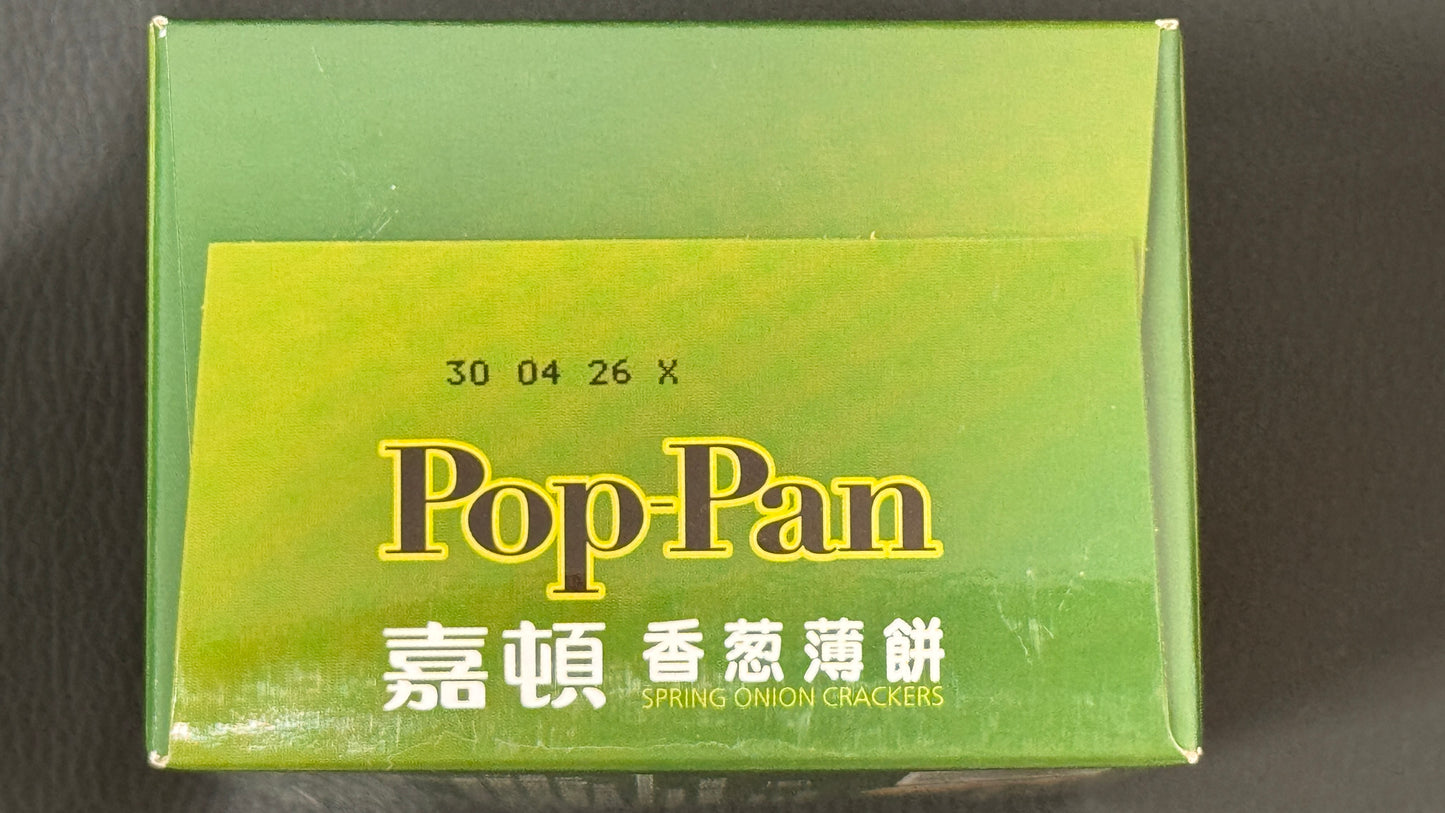 30 04 26 X
Pop-Pan
嘉頓 香葱薄餅
SPRING ONION CRACKERS